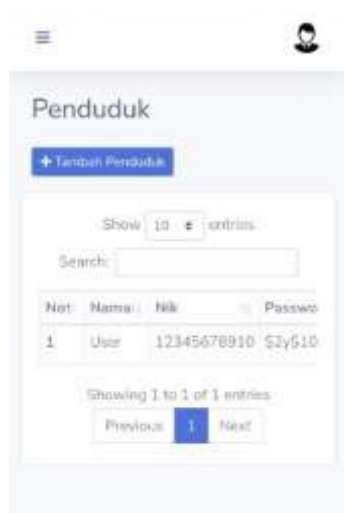 Penduduk
+ Tambah Penduduk
Show 10 entries
Search:
No Nama Nik Passwo
1 User 12345678910 $2y$10
Showing 1 to 1 of 1 entries
Previous 1 Next